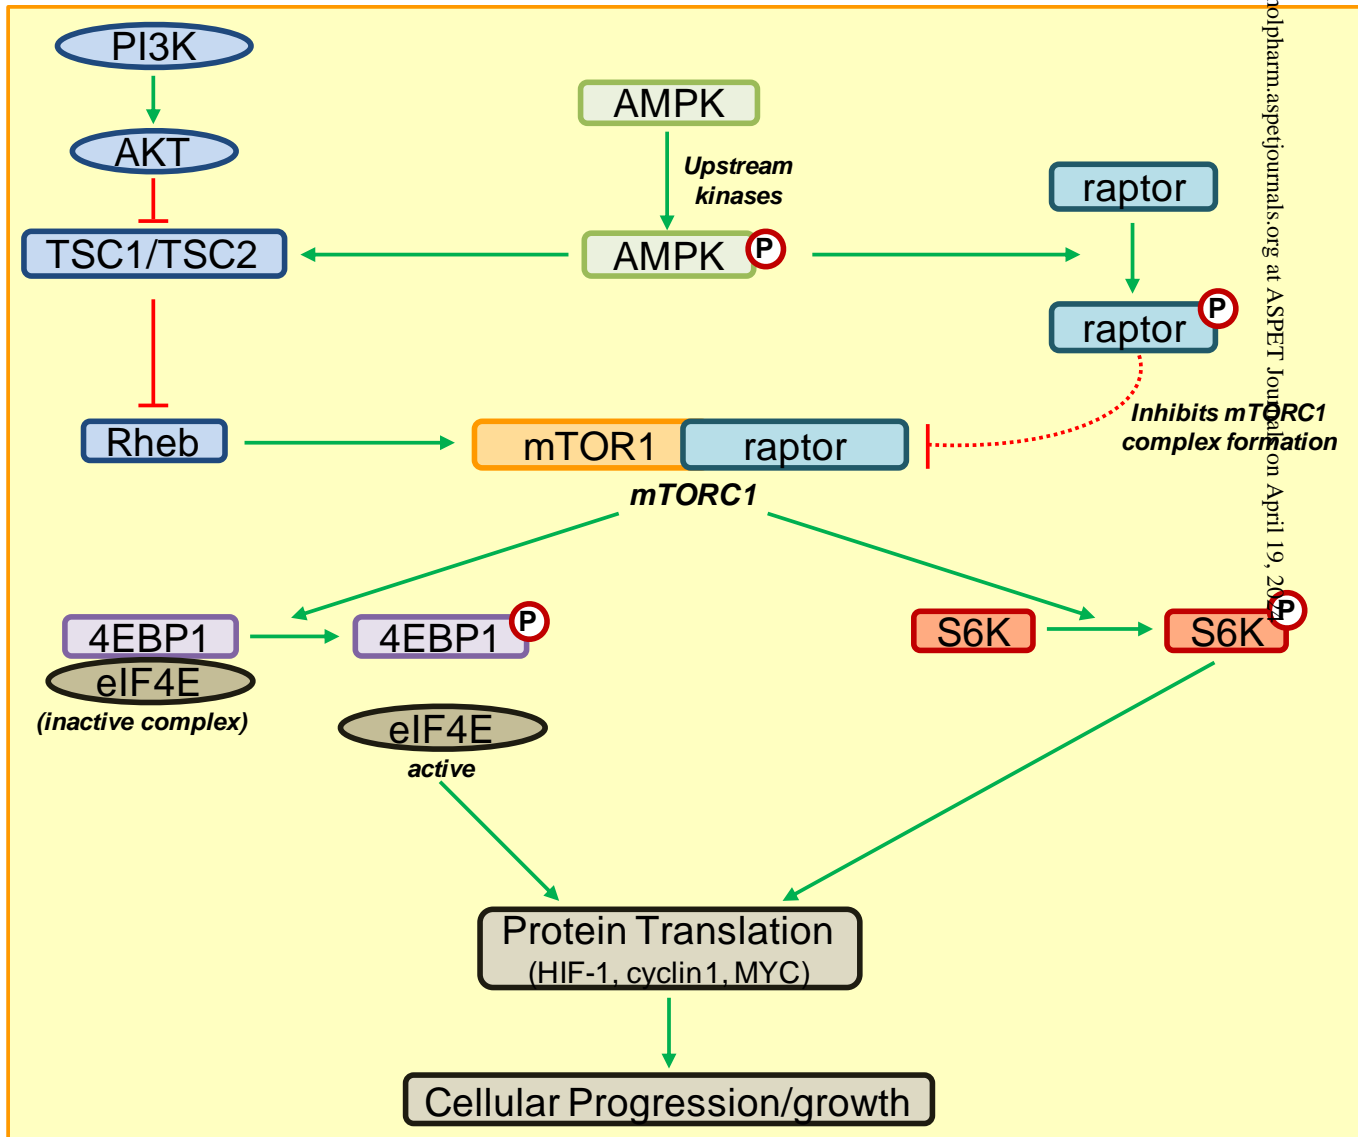 PI3K
AKT
TSC1/TSC2
Rheb
AMPK
Upstream
kinases
AMPK
P
raptor
raptor
P
Inhibits mTORC1
complex formation
mTOR1
raptor
mTORC1
4EBP1
eIF4E
(inactive complex)
4EBP1
P
eIF4E
active
S6K
S6K
P
Protein Translation
(HIF-1, cyclin1, MYC)
Cellular Progression/growth
olpharm.aspetjournals.org at ASPET Journals on April 19, 2024